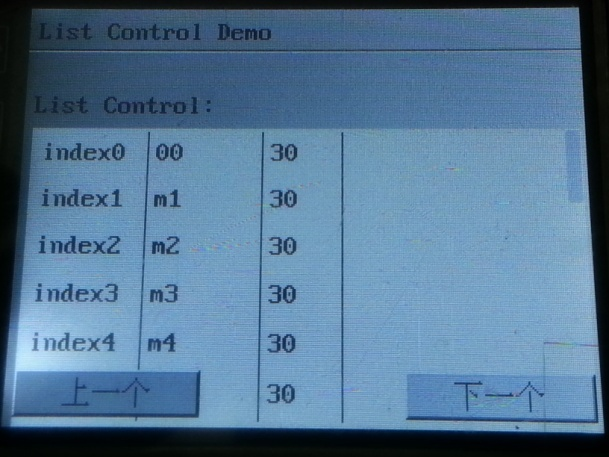 List Control Demo
List Control:
index0 00 30
index1 m1 30
index2 m2 30
index3 m3 30
index4 m4 30
30
上一个 下一个